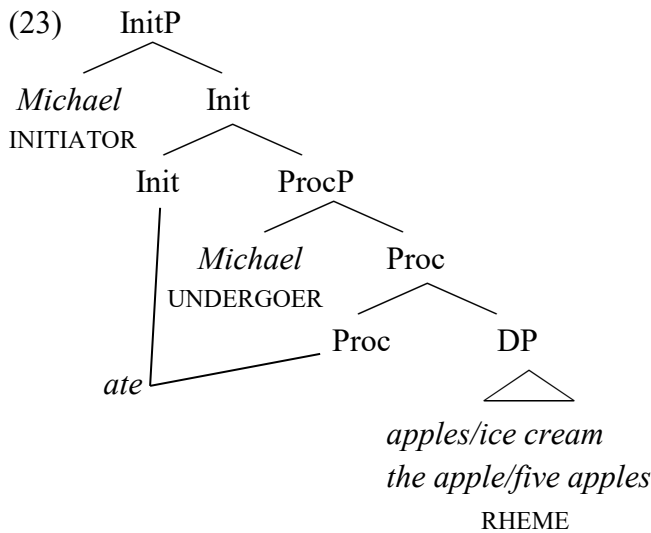 (23) InitP
Michael Init
INITIATOR
Init ProcP
Michael Proc
UNDERGOER
Proc DP
ate
apples/ice cream
the apple/five apples
RHEME